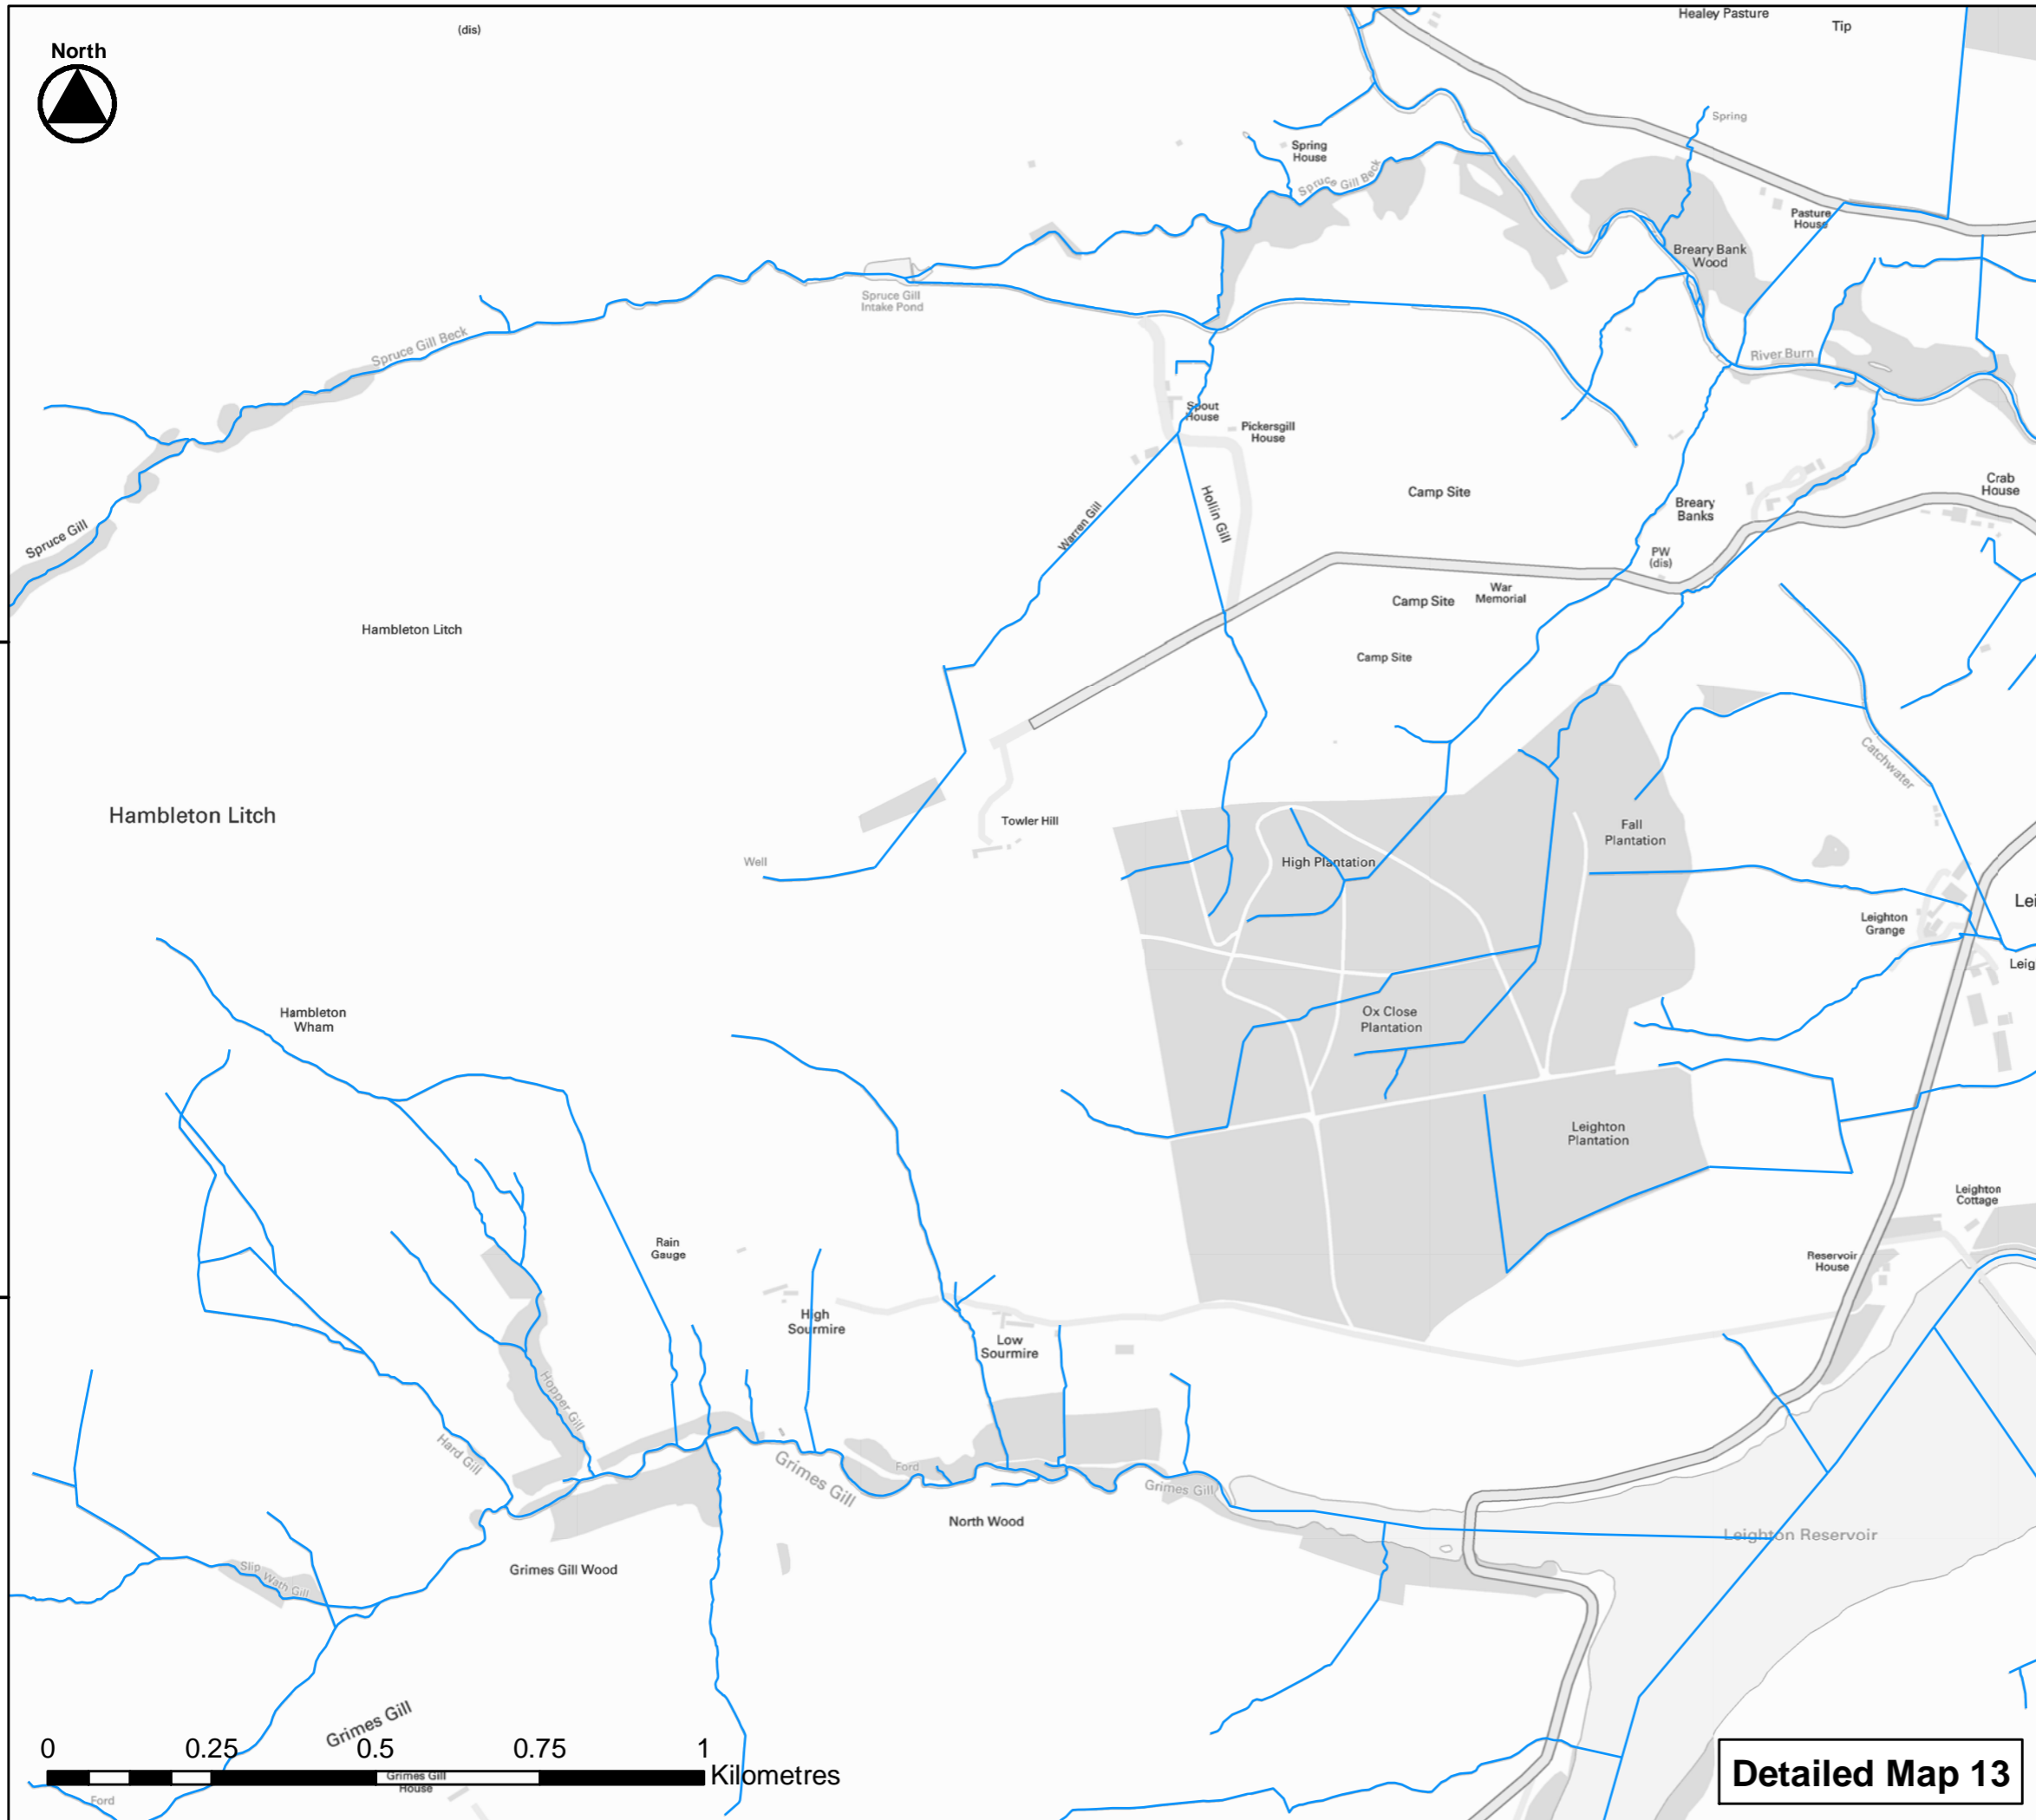 (dis)
Healey Pasture
Tip
North
Spring
Spring
House
Spruce Gill Beck
Pasture
House
Breary Bank
Wood
Spruce Gill
Intake Pond
Spruce Gill Beck
River Burn
Spout
House
Pickersgill
House
Crab
House
Camp Site
Hollin Gill
Warren Gill
Breary
Banks
Spruce Gill
PW
(dis)
War
Memorial
Camp Site
Hambleton Litch
Camp Site
Catchwater
Hambleton Litch
Towler Hill
Fall
Plantation
Well
High Plantation
Lei
Leighton
Grange
Leig
Hambleton
Wham
Ox Close
Plantation
Leighton
Plantation
Leighton
Cottage
Rain
Gauge
Reservoir
House
High
Sourmire
Low
Sourmire
Hopper Gill
Hard Gill
Grimes Gill
Ford
Grimes Gill
North Wood
Leighton Reservoir
Slip Wath Gill
Grimes Gill Wood
Grimes Gill
0 0.25 0.5 0.75 1
Kilometres
Grimes Gill
House
Ford
Detailed Map 13